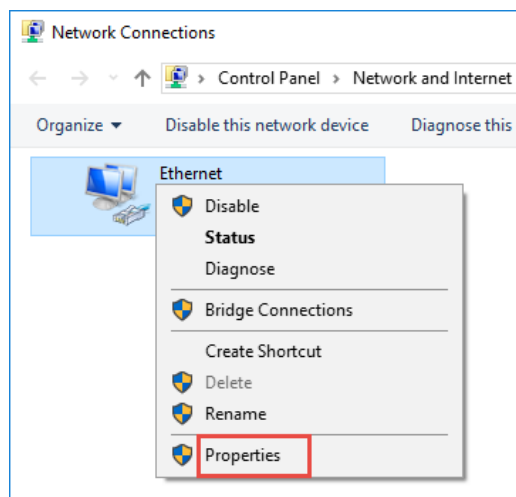 Network Connections
Control Panel > Network and Internet
Organize Disable this network device Diagnose this
Ethernet
Disable
Status
Diagnose
Bridge Connections
Create Shortcut
Delete
Rename
Properties